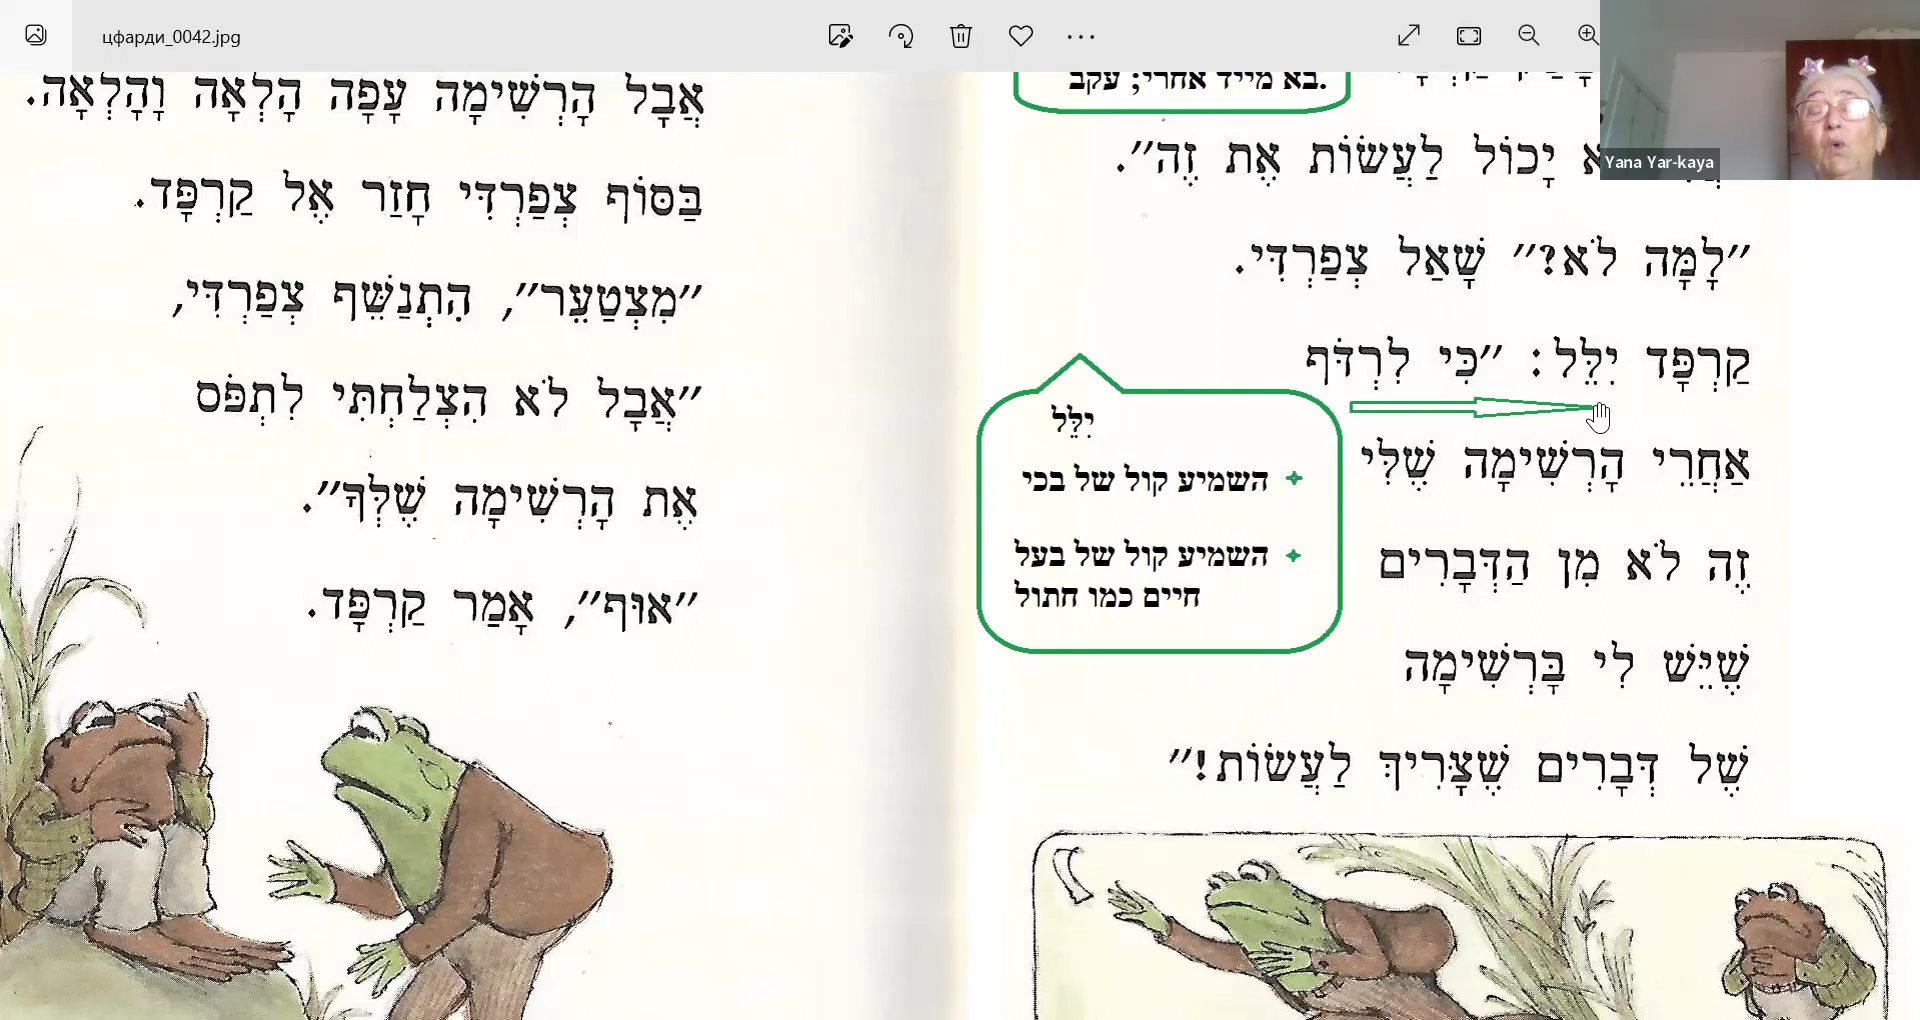 цфарди_0042.jpg
Yana Yar-kaya
בא מייד אחרי; עקב.
יָכוֹל לַעֲשׂוֹת אֶת זֶה״.
״לָמָּה לֹא?״ שָׁאַל צְפַרְדִּי.
קַרְפָּד יִלֵּל: ״כִּי לִרְדֹּף
אַחֲרֵי הָרְשִׁימָה שֶׁלִּי
זֶה לֹא מִן הַדְּבָרִים
שֶׁיֵּשׁ לִי בָּרְשִׁימָה
שֶׁל דְּבָרִים שֶׁצָּרִיךְ לַעֲשׂוֹת!״
יִלֵּל
השמיע קול של בכי
השמיע קול של בעל
חיים כמו חתול
אֲבָל הָרְשִׁימָה עָפָה הָלְאָה וָהָלְאָה.
בַּסּוֹף צְפַרְדִּי חָזַר אֶל קַרְפָּד.
״מִצְטַעֵר״, הִתְנַשֵּׁף צְפַרְדִּי,
״אֲבָל לֹא הִצְלַחְתִּי לִתְפֹּס
אֶת הָרְשִׁימָה שֶׁלְּךָ״.
״אוּף״, אָמַר קַרְפָּד.